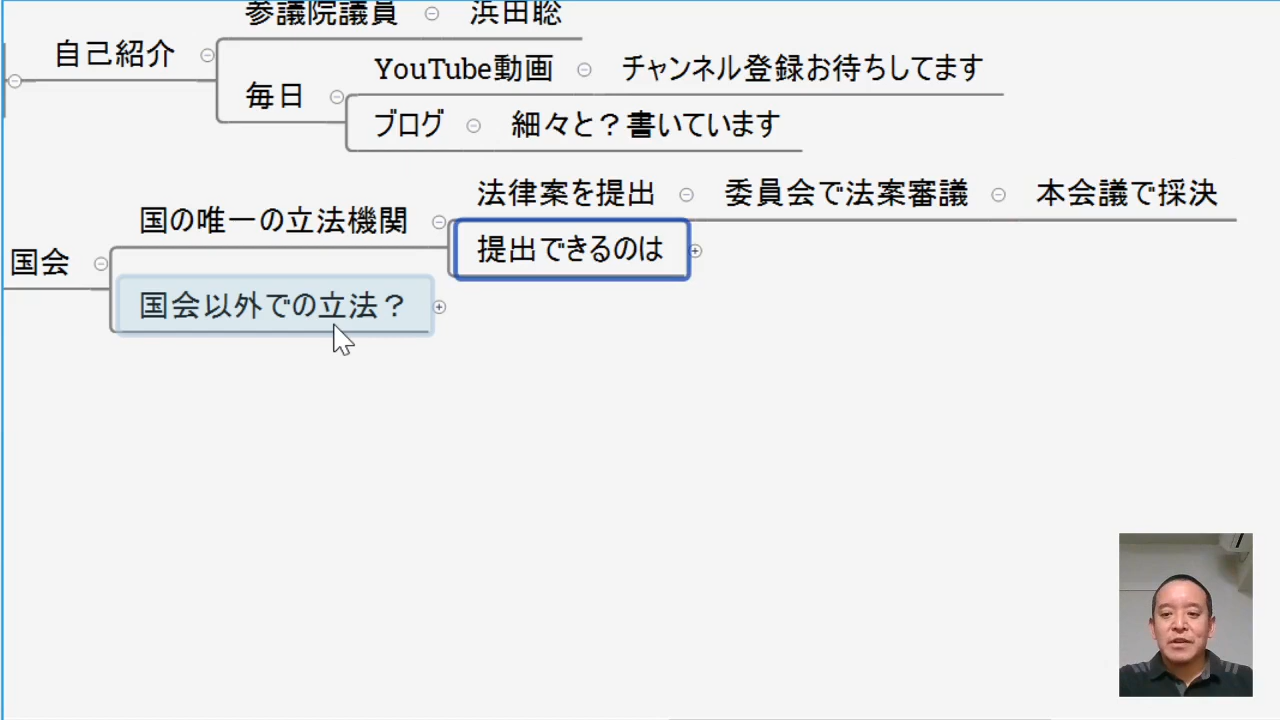 参議院議員 浜田聡
自己紹介
YouTube動画 チャンネル登録お待ちしてます
毎日
ブログ 細々と？書いています
法律案を提出 委員会で法案審議 本会議で採決
国の唯一の立法機関
提出できるのは
国会
国会以外での立法？